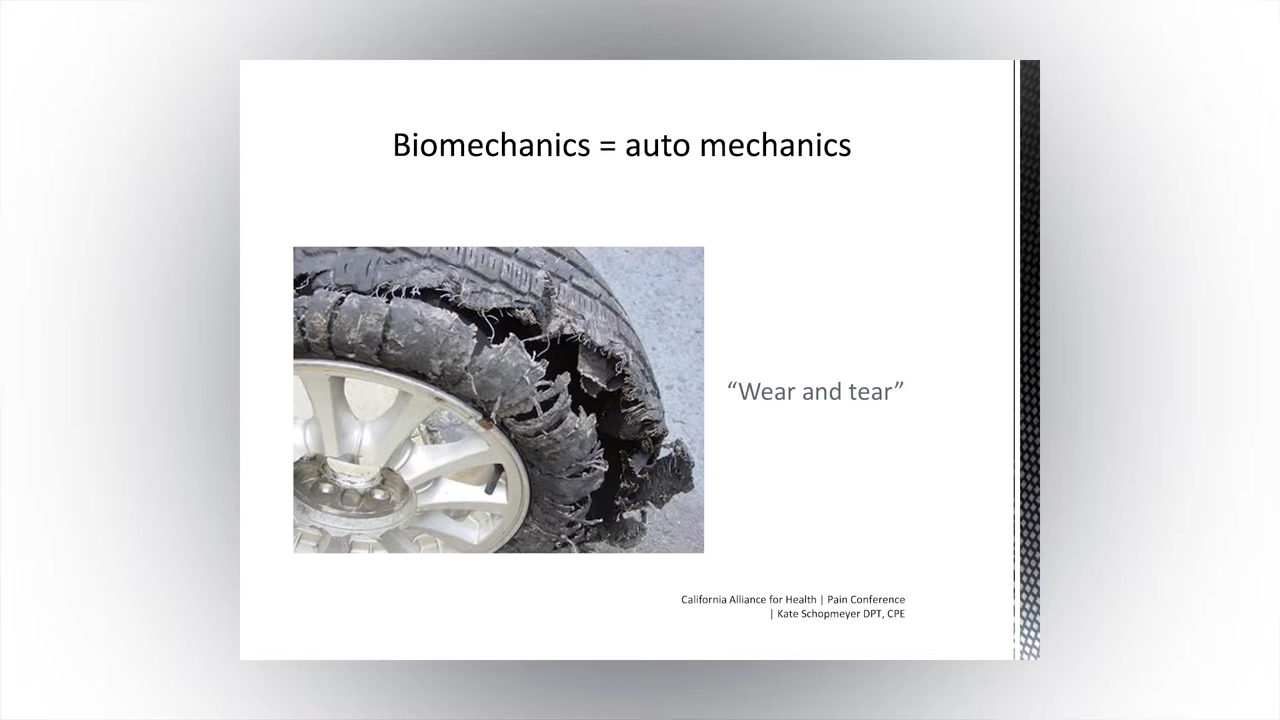 Biomechanics = auto mechanics
“Wear and tear”
California Alliance for Health | Pain Conference
| Kate Schopmeyer DPT, CPE